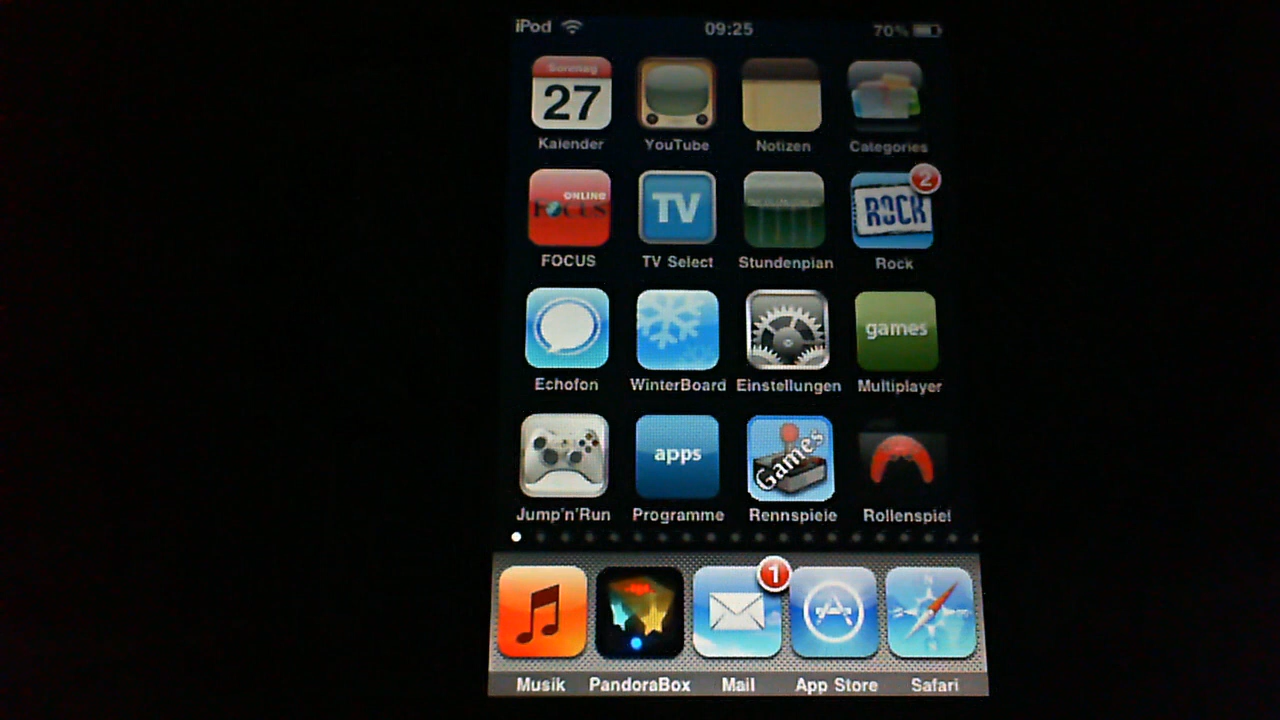 iPod 09:25 70%
Sonntag
27
Kalender YouTube Notizen Categories
ONLINE
FOCUS TV ROCK 2
FOCUS TV Select Stundenplan Rock
games
Echofon WinterBoard Einstellungen Multiplayer
apps Games
Jump'n'Run Programme Rennspiele Rollenspiel
1
Musik PandoraBox Mail App Store Safari